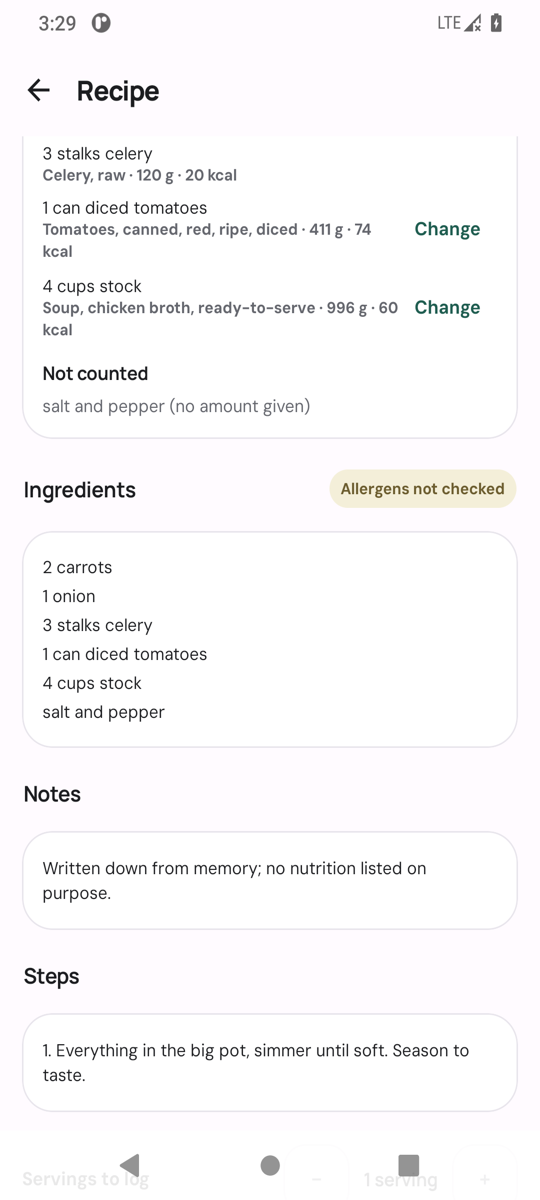 3:29
LTE
Recipe
3 stalks celery
Celery, raw · 120 g · 20 kcal
1 can diced tomatoes
Tomatoes, canned, red, ripe, diced · 411 g · 74
kcal
Change
4 cups stock
Soup, chicken broth, ready-to-serve · 996 g · 60
kcal
Change
Not counted
salt and pepper (no amount given)
Ingredients
Allergens not checked
2 carrots
1 onion
3 stalks celery
1 can diced tomatoes
4 cups stock
salt and pepper
Notes
Written down from memory; no nutrition listed on
purpose.
Steps
1. Everything in the big pot, simmer until soft. Season to
taste.
Servings to log
− 1 serving +